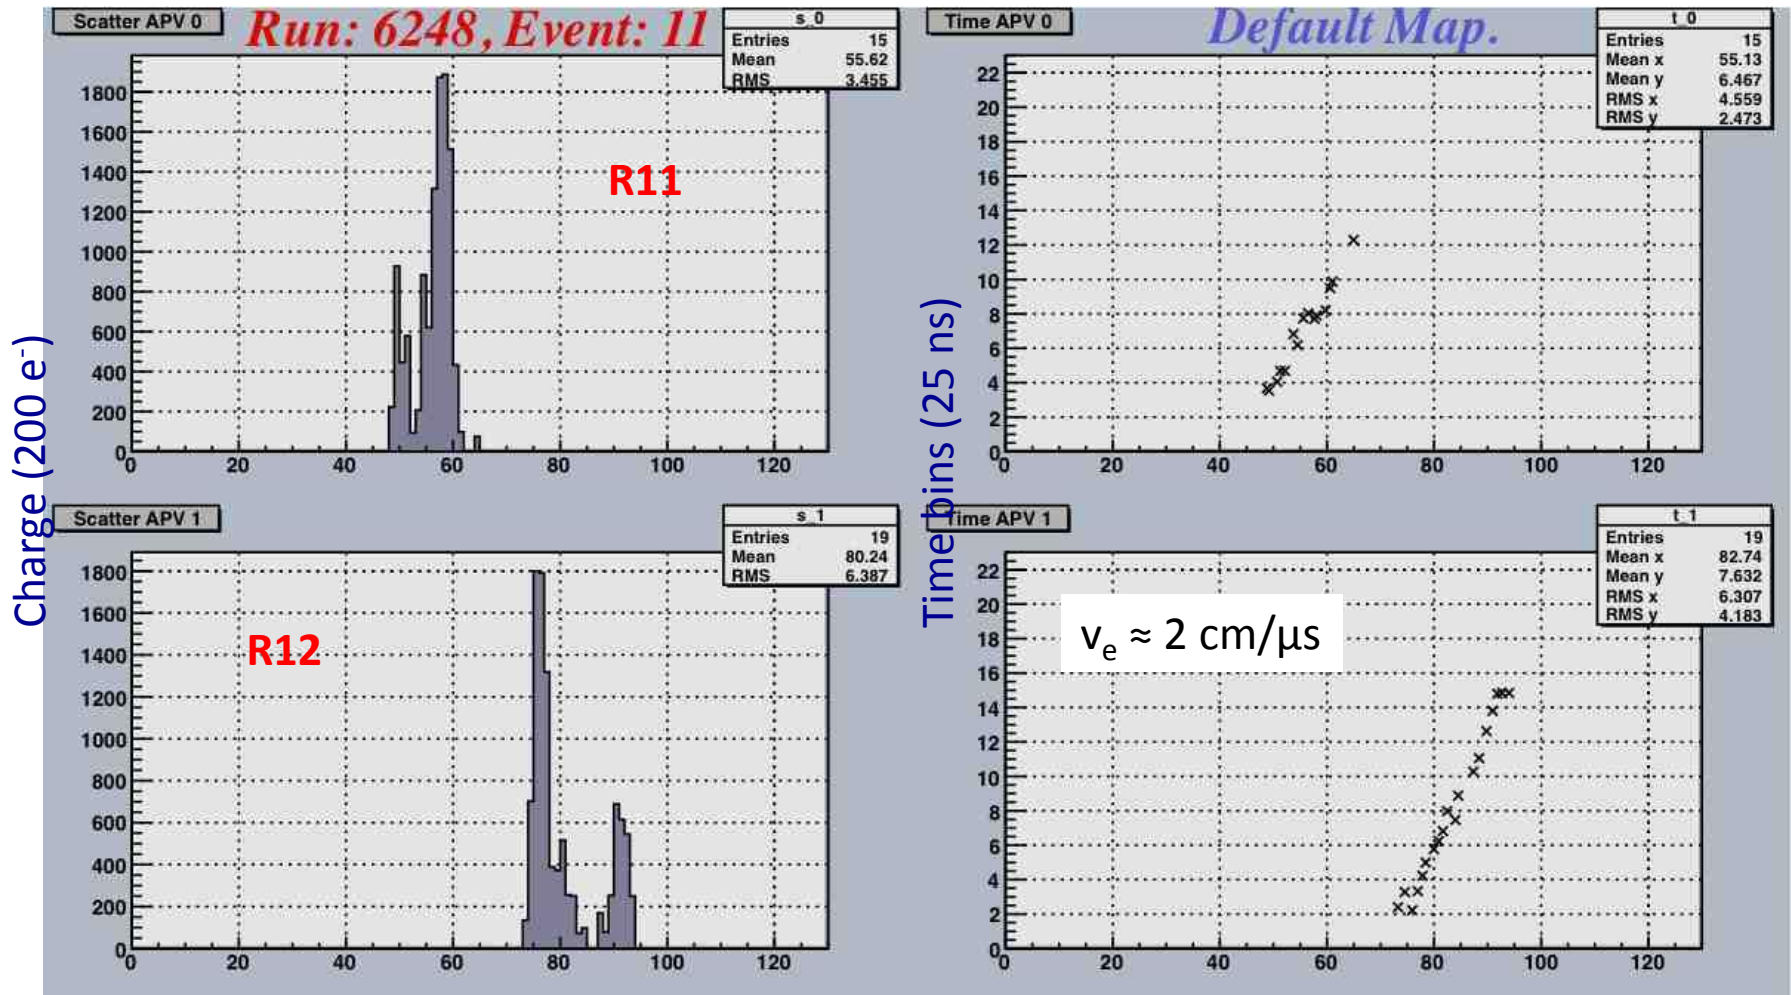 Scatter APV 0
Run: 6248, Event: 11
s_0
Entries 15
Mean 55.62
RMS 3.455
1800
1600
1400
1200
1000
800
600
400
200
0
0 20 40 60 80 100 120
R11
Time APV 0
Default Map.
t_0
Entries 15
Mean x 55.13
Mean y 6.467
RMS x 4.559
RMS y 2.473
22
20
18
16
14
12
10
8
6
4
2
0
0 20 40 60 80 100 120
Charge (200 e-)
Time bins (25 ns)
Scatter APV 1
s_1
Entries 19
Mean 80.24
RMS 6.387
1800
1600
1400
1200
1000
800
600
400
200
0
0 20 40 60 80 100 120
R12
Time APV 1
t_1
Entries 19
Mean x 82.74
Mean y 7.632
RMS x 6.307
RMS y 4.183
22
20
18
16
14
12
10
8
6
4
2
0
0 20 40 60 80 100 120
ve ≈ 2 cm/μs